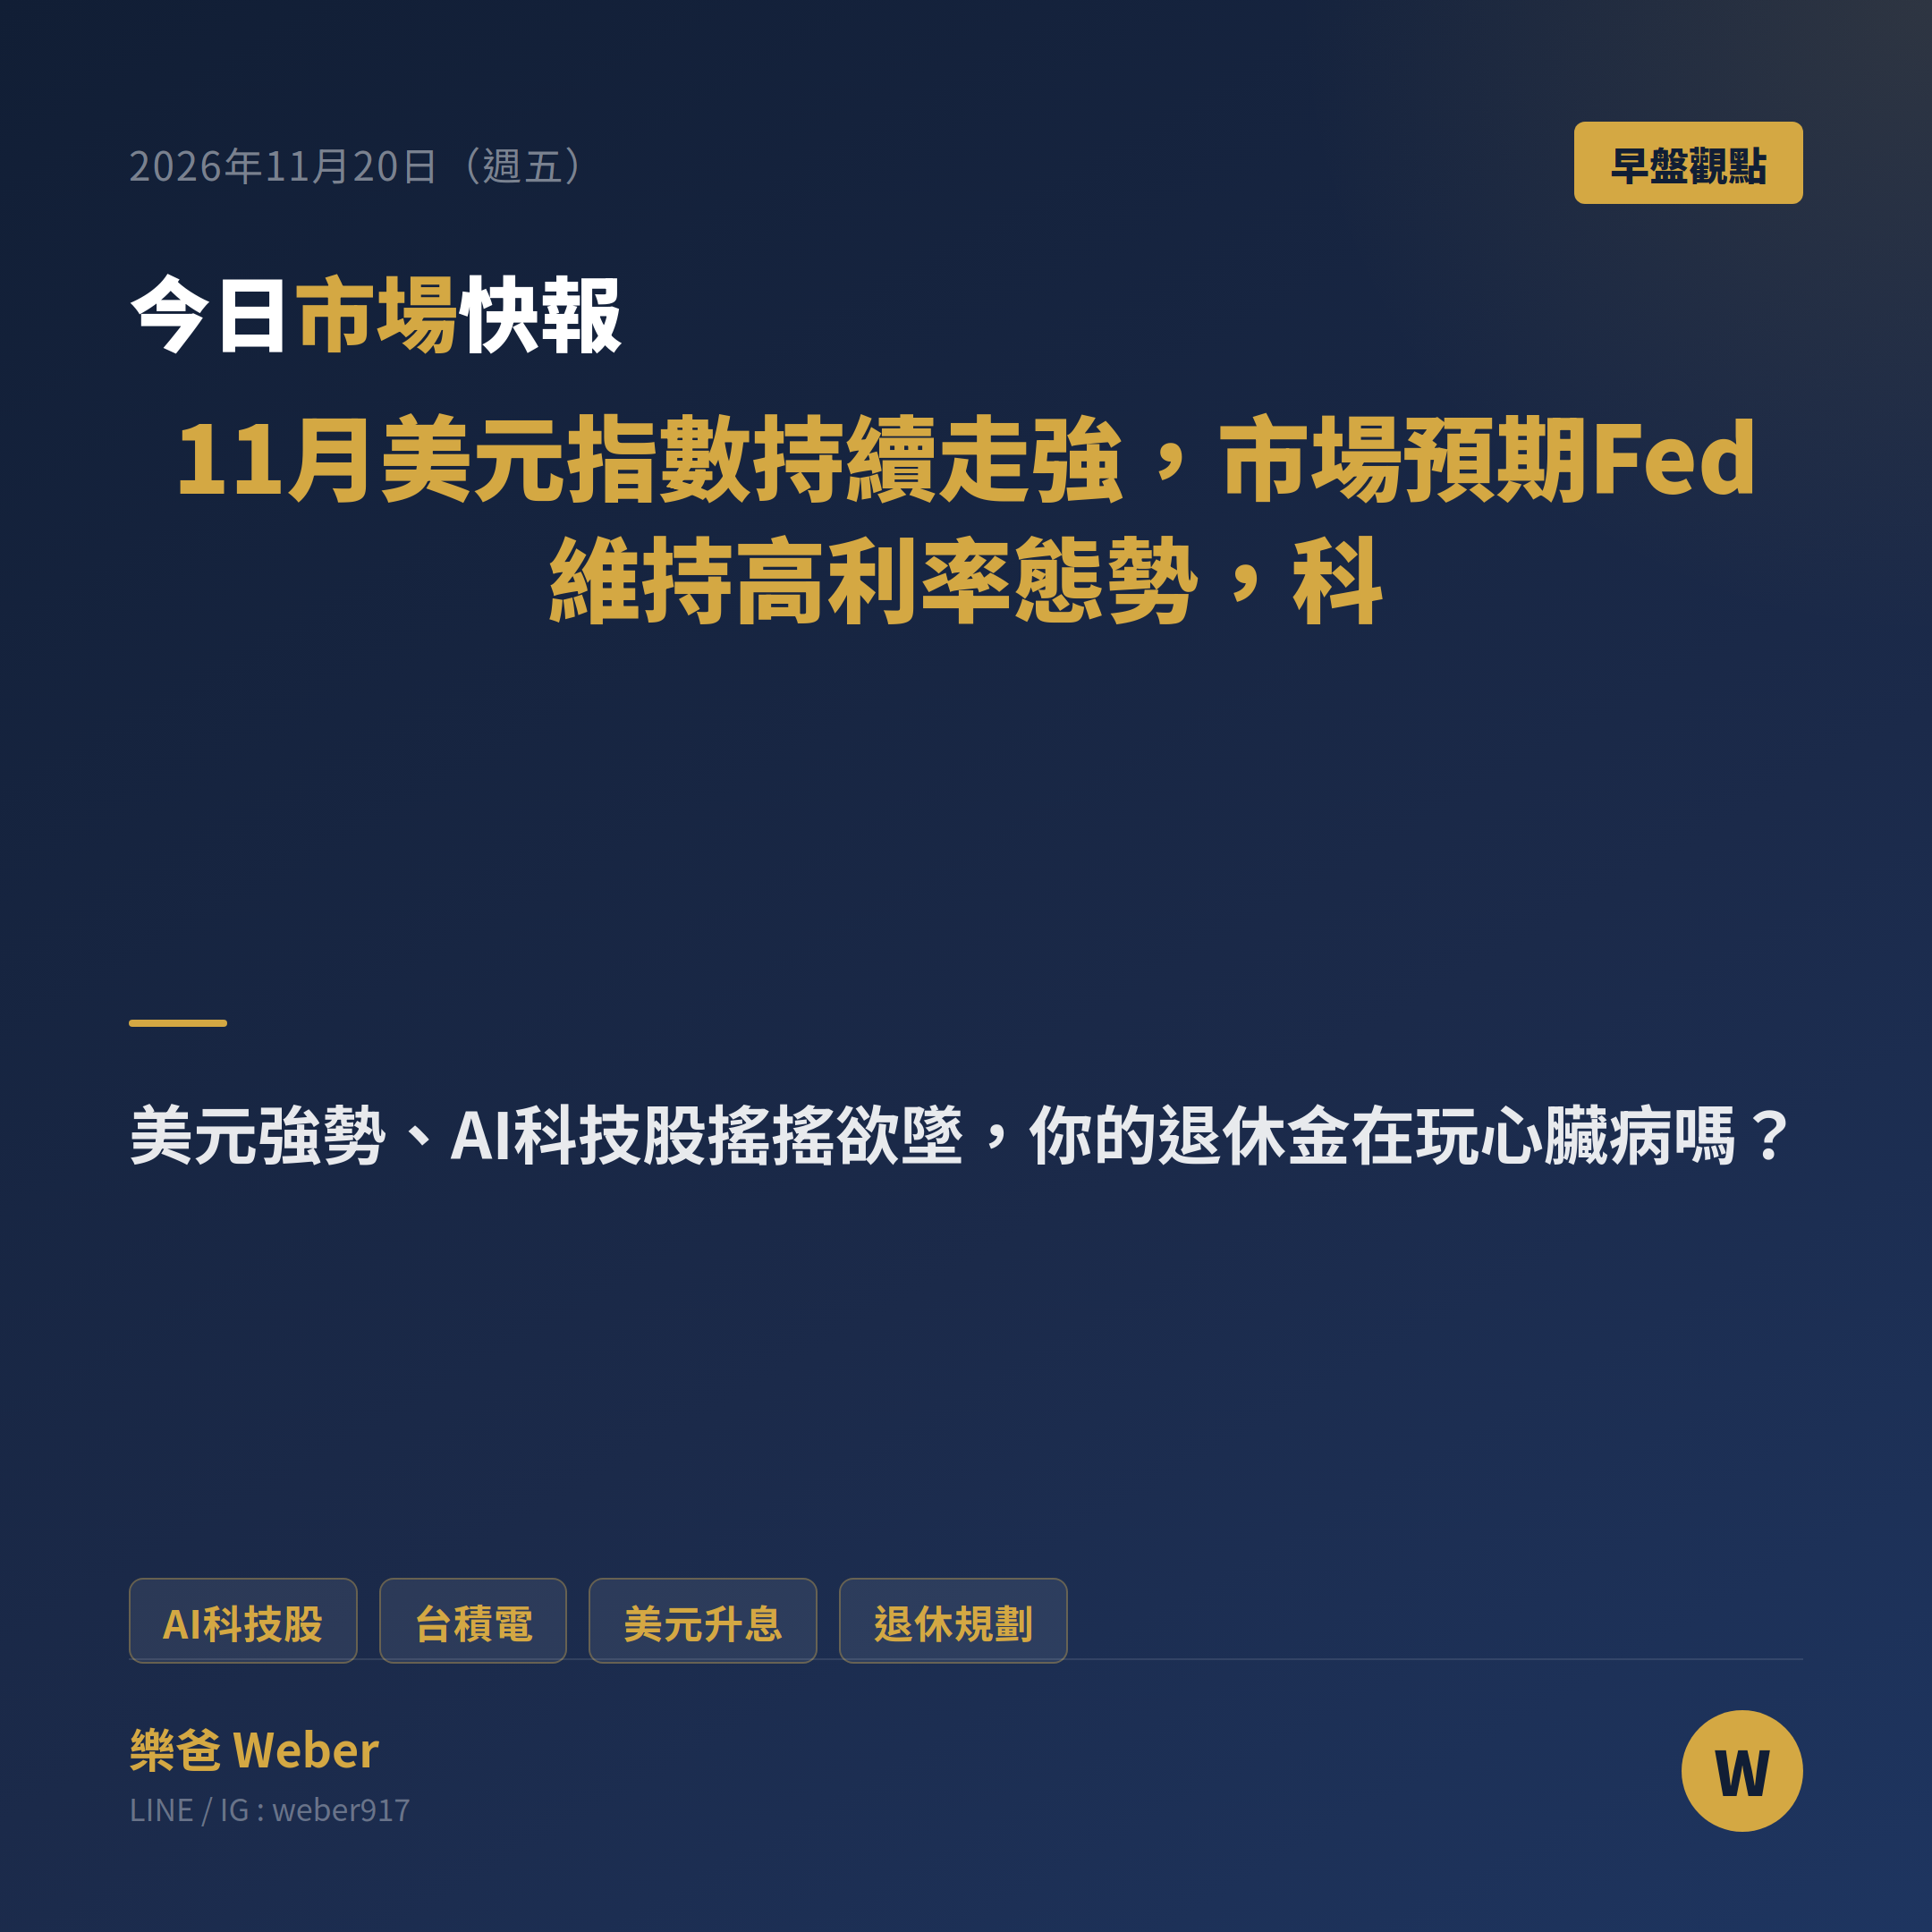 2026年11月20日（週五）
早盤觀點
今日市場快報
11月美元指數持續走強，市場預期Fed
維持高利率態勢，科
美元強勢、AI科技股搖搖欲墜，你的退休金在玩心臟病嗎？
AI科技股 台積電 美元升息 退休規劃
樂爸 Weber
LINE / IG : weber917
W